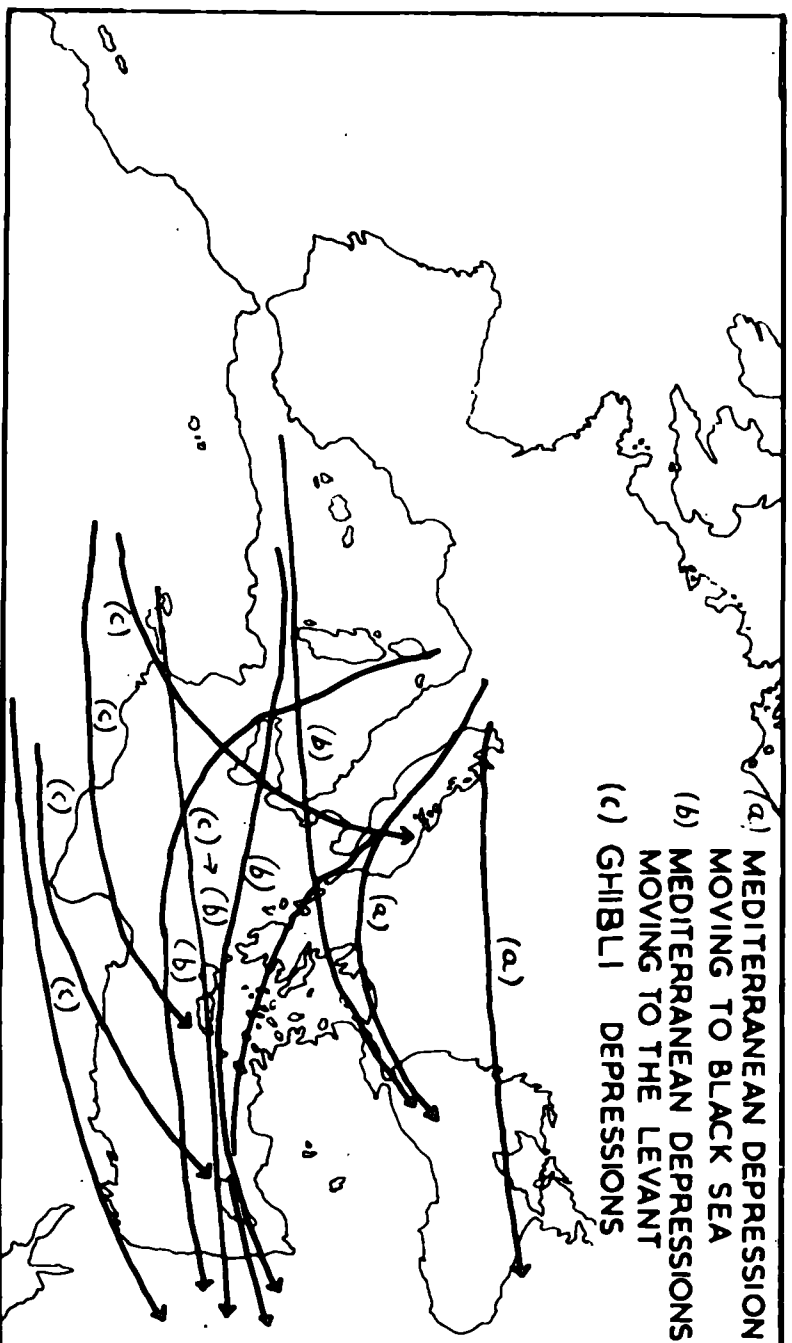 (a) MEDITERRANEAN DEPRESSION
MOVING TO BLACK SEA
(b) MEDITERRANEAN DEPRESSIONS
MOVING TO THE LEVANT
(c) GHIBLI DEPRESSIONS
(a)
(a)
(b)
(b)
(c) → (b)
(b)
(c)
(c)
(c)
(c)